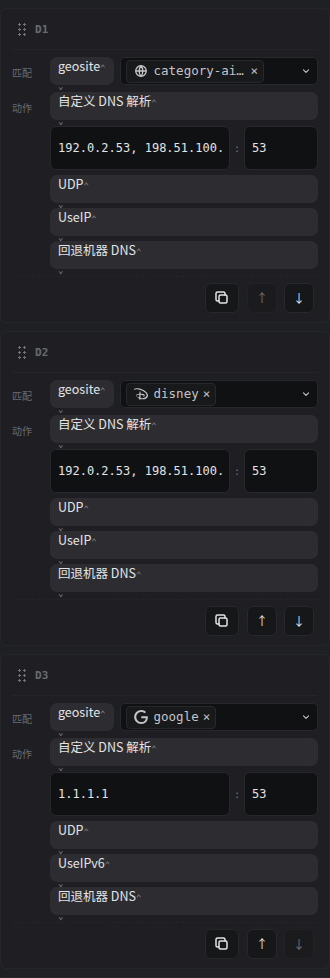 D1
匹配
geosite
category-ai…
动作
自定义 DNS 解析
192.0.2.53, 198.51.100.
:
53
UDP
UseIP
回退机器 DNS
D2
匹配
geosite
disney
动作
自定义 DNS 解析
192.0.2.53, 198.51.100.
:
53
UDP
UseIP
回退机器 DNS
D3
匹配
geosite
google
动作
自定义 DNS 解析
1.1.1.1
:
53
UDP
UseIPv6
回退机器 DNS